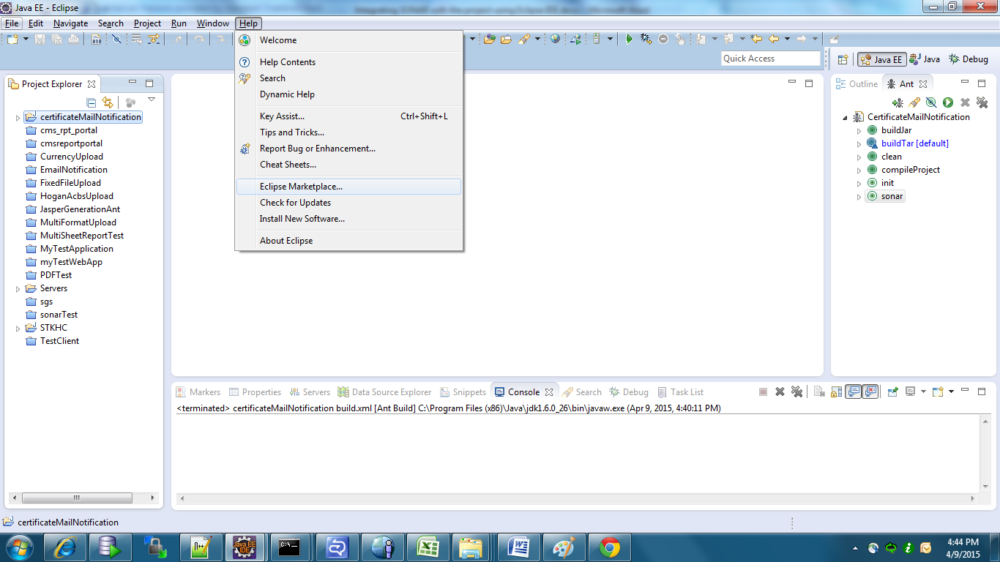 Java EE - Eclipse
File Edit Navigate Search Project Run Window Help
Quick Access
Java EE Java Debug
Welcome
Help Contents
Search
Dynamic Help
Key Assist... Ctrl+Shift+L
Tips and Tricks...
Report Bug or Enhancement...
Cheat Sheets...
Eclipse Marketplace...
Check for Updates
Install New Software...
About Eclipse
Project Explorer
certificateMailNotification
cms_rpt_portal
cmsreportportal
CurrencyUpload
EmailNotification
FixedFileUpload
HoganAcbsUpload
JasperGenerationAnt
MultiFormatUpload
MultiSheetReportTest
MyTestApplication
myTestWebApp
PDFTest
Servers
sgs
sonarTest
STKHC
TestClient
Outline Ant
CertificateMailNotification
buildJar
buildTar [default]
clean
compileProject
init
sonar
Markers Properties Servers Data Source Explorer Snippets Console Search Debug Task List
<terminated> certificateMailNotification build.xml [Ant Build] C:\Program Files (x86)\Java\jdk1.6.0_26\bin\javaw.exe (Apr 9, 2015, 4:40:11 PM)
certificateMailNotification
Java EE
IDE
4:44 PM
4/9/2015